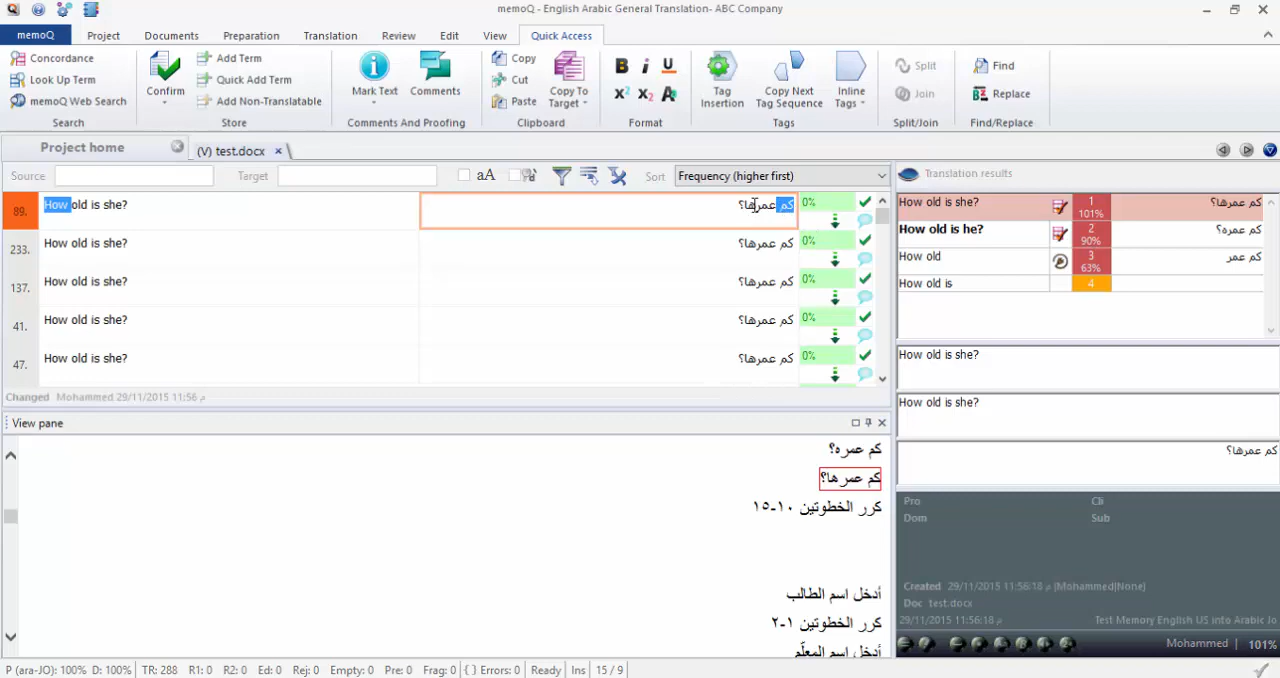 memoQ - English Arabic General Translation- ABC Company
memoQ Project Documents Preparation Translation Review Edit View Quick Access
Concordance
Look Up Term
memoQ Web Search
Search
Confirm
Add Term
Quick Add Term
Add Non-Translatable
Store
Mark Text
Comments
Comments And Proofing
Copy
Cut
Paste
Copy To Target
Clipboard
B i U
X² X₂ A
Format
Tag Insertion
Copy Next Tag Sequence
Inline Tags
Tags
Split
Join
Split/Join
Find
Replace
Find/Replace
Project home
(V) test.docx
Source Target aA Sort Frequency (higher first)
89. How old is she? كم عمرها؟ 0%
233. How old is she? كم عمرها؟ 0%
137. How old is she? كم عمرها؟ 0%
41. How old is she? كم عمرها؟ 0%
47. How old is she? كم عمرها؟ 0%
Changed Mohammed 29/11/2015 11:56 م
View pane
كم عمره؟
كم عمرها؟
كرر الخطوتين ١٠-١٥
أدخل اسم الطالب
كرر الخطوتين ١-٢
أدخل اسم المعلّم
Translation results
How old is she? 1 101% كم عمرها؟
How old is he? 2 90% كم عمره؟
How old 3 63% كم عمر
How old is 4
How old is she?
How old is she?
كم عمرها؟
Pro Cli
Dom Sub
Created 29/11/2015 11:56:18 م (Mohammed|None)
Doc test.docx
29/11/2015 11:56:18 م Test Memory English US into Arabic Jo
Mohammed 101%
P (ara-JO): 100% D: 100% TR: 288 R1: 0 R2: 0 Ed: 0 Rej: 0 Empty: 0 Pre: 0 Frag: 0 { } Errors: 0 Ready Ins 15 / 9